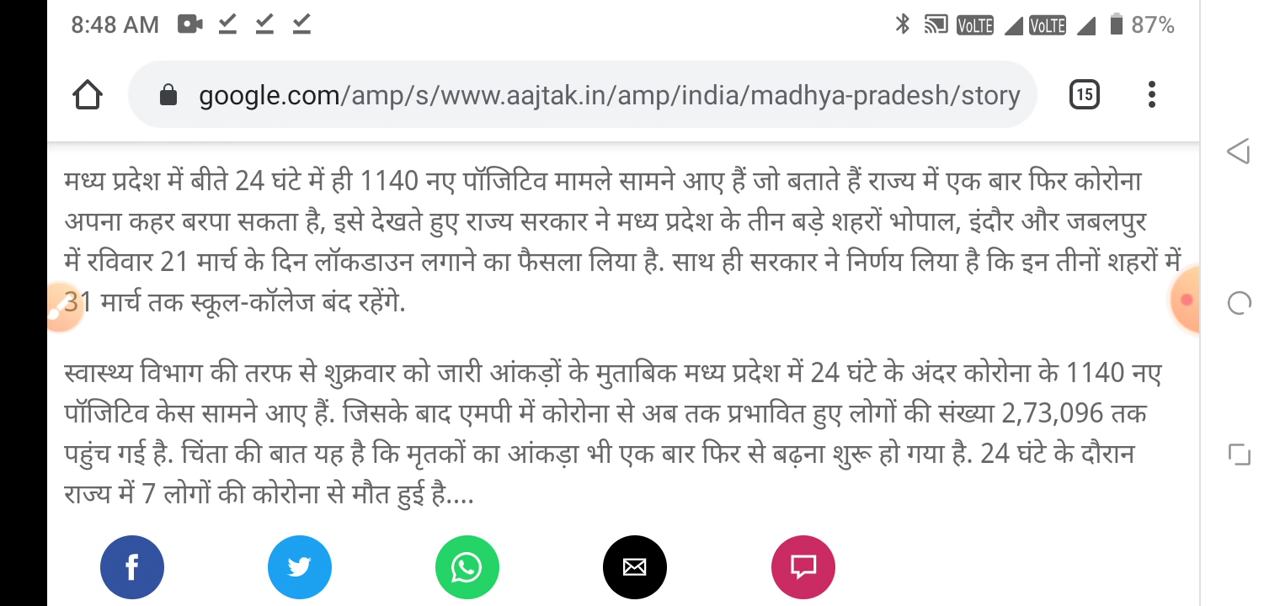 8:48 AM
VoLTE VoLTE 87%
google.com/amp/s/www.aajtak.in/amp/india/madhya-pradesh/story
15
मध्य प्रदेश में बीते 24 घंटे में ही 1140 नए पॉजिटिव मामले सामने आए हैं जो बताते हैं राज्य में एक बार फिर कोरोना
अपना कहर बरपा सकता है, इसे देखते हुए राज्य सरकार ने मध्य प्रदेश के तीन बड़े शहरों भोपाल, इंदौर और जबलपुर
में रविवार 21 मार्च के दिन लॉकडाउन लगाने का फैसला लिया है. साथ ही सरकार ने निर्णय लिया है कि इन तीनों शहरों में
31 मार्च तक स्कूल-कॉलेज बंद रहेंगे.
स्वास्थ्य विभाग की तरफ से शुक्रवार को जारी आंकड़ों के मुताबिक मध्य प्रदेश में 24 घंटे के अंदर कोरोना के 1140 नए
पॉजिटिव केस सामने आए हैं. जिसके बाद एमपी में कोरोना से अब तक प्रभावित हुए लोगों की संख्या 2,73,096 तक
पहुंच गई है. चिंता की बात यह है कि मृतकों का आंकड़ा भी एक बार फिर से बढ़ना शुरू हो गया है. 24 घंटे के दौरान
राज्य में 7 लोगों की कोरोना से मौत हुई है....